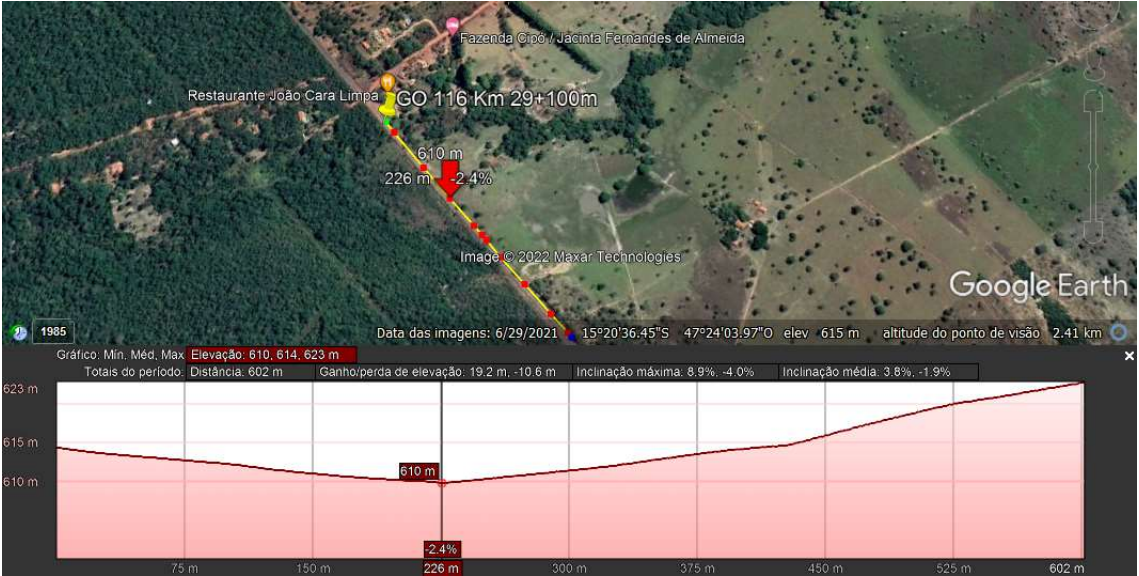 Fazenda Cipó / Jacinta Fernandes de Almeida
Restaurante João Cara Limpa
GO 116 Km 29+100m
610 m
226 m -2.4%
Image © 2022 Maxar Technologies
Google Earth
1985
Data das imagens: 6/29/2021 15°20'36.45"S 47°24'03.97"O elev 615 m altitude do ponto de visão 2.41 km
Gráfico: Mín, Méd, Max Elevação: 610, 614, 623 m
Totais do período: Distância: 602 m Ganho/perda de elevação: 19.2 m, -10.6 m Inclinação máxima: 8.9%, -4.0% Inclinação média: 3.8%, -1.9%
623 m
615 m
610 m
610 m
-2.4%
75 m 150 m 226 m 300 m 375 m 450 m 525 m 602 m